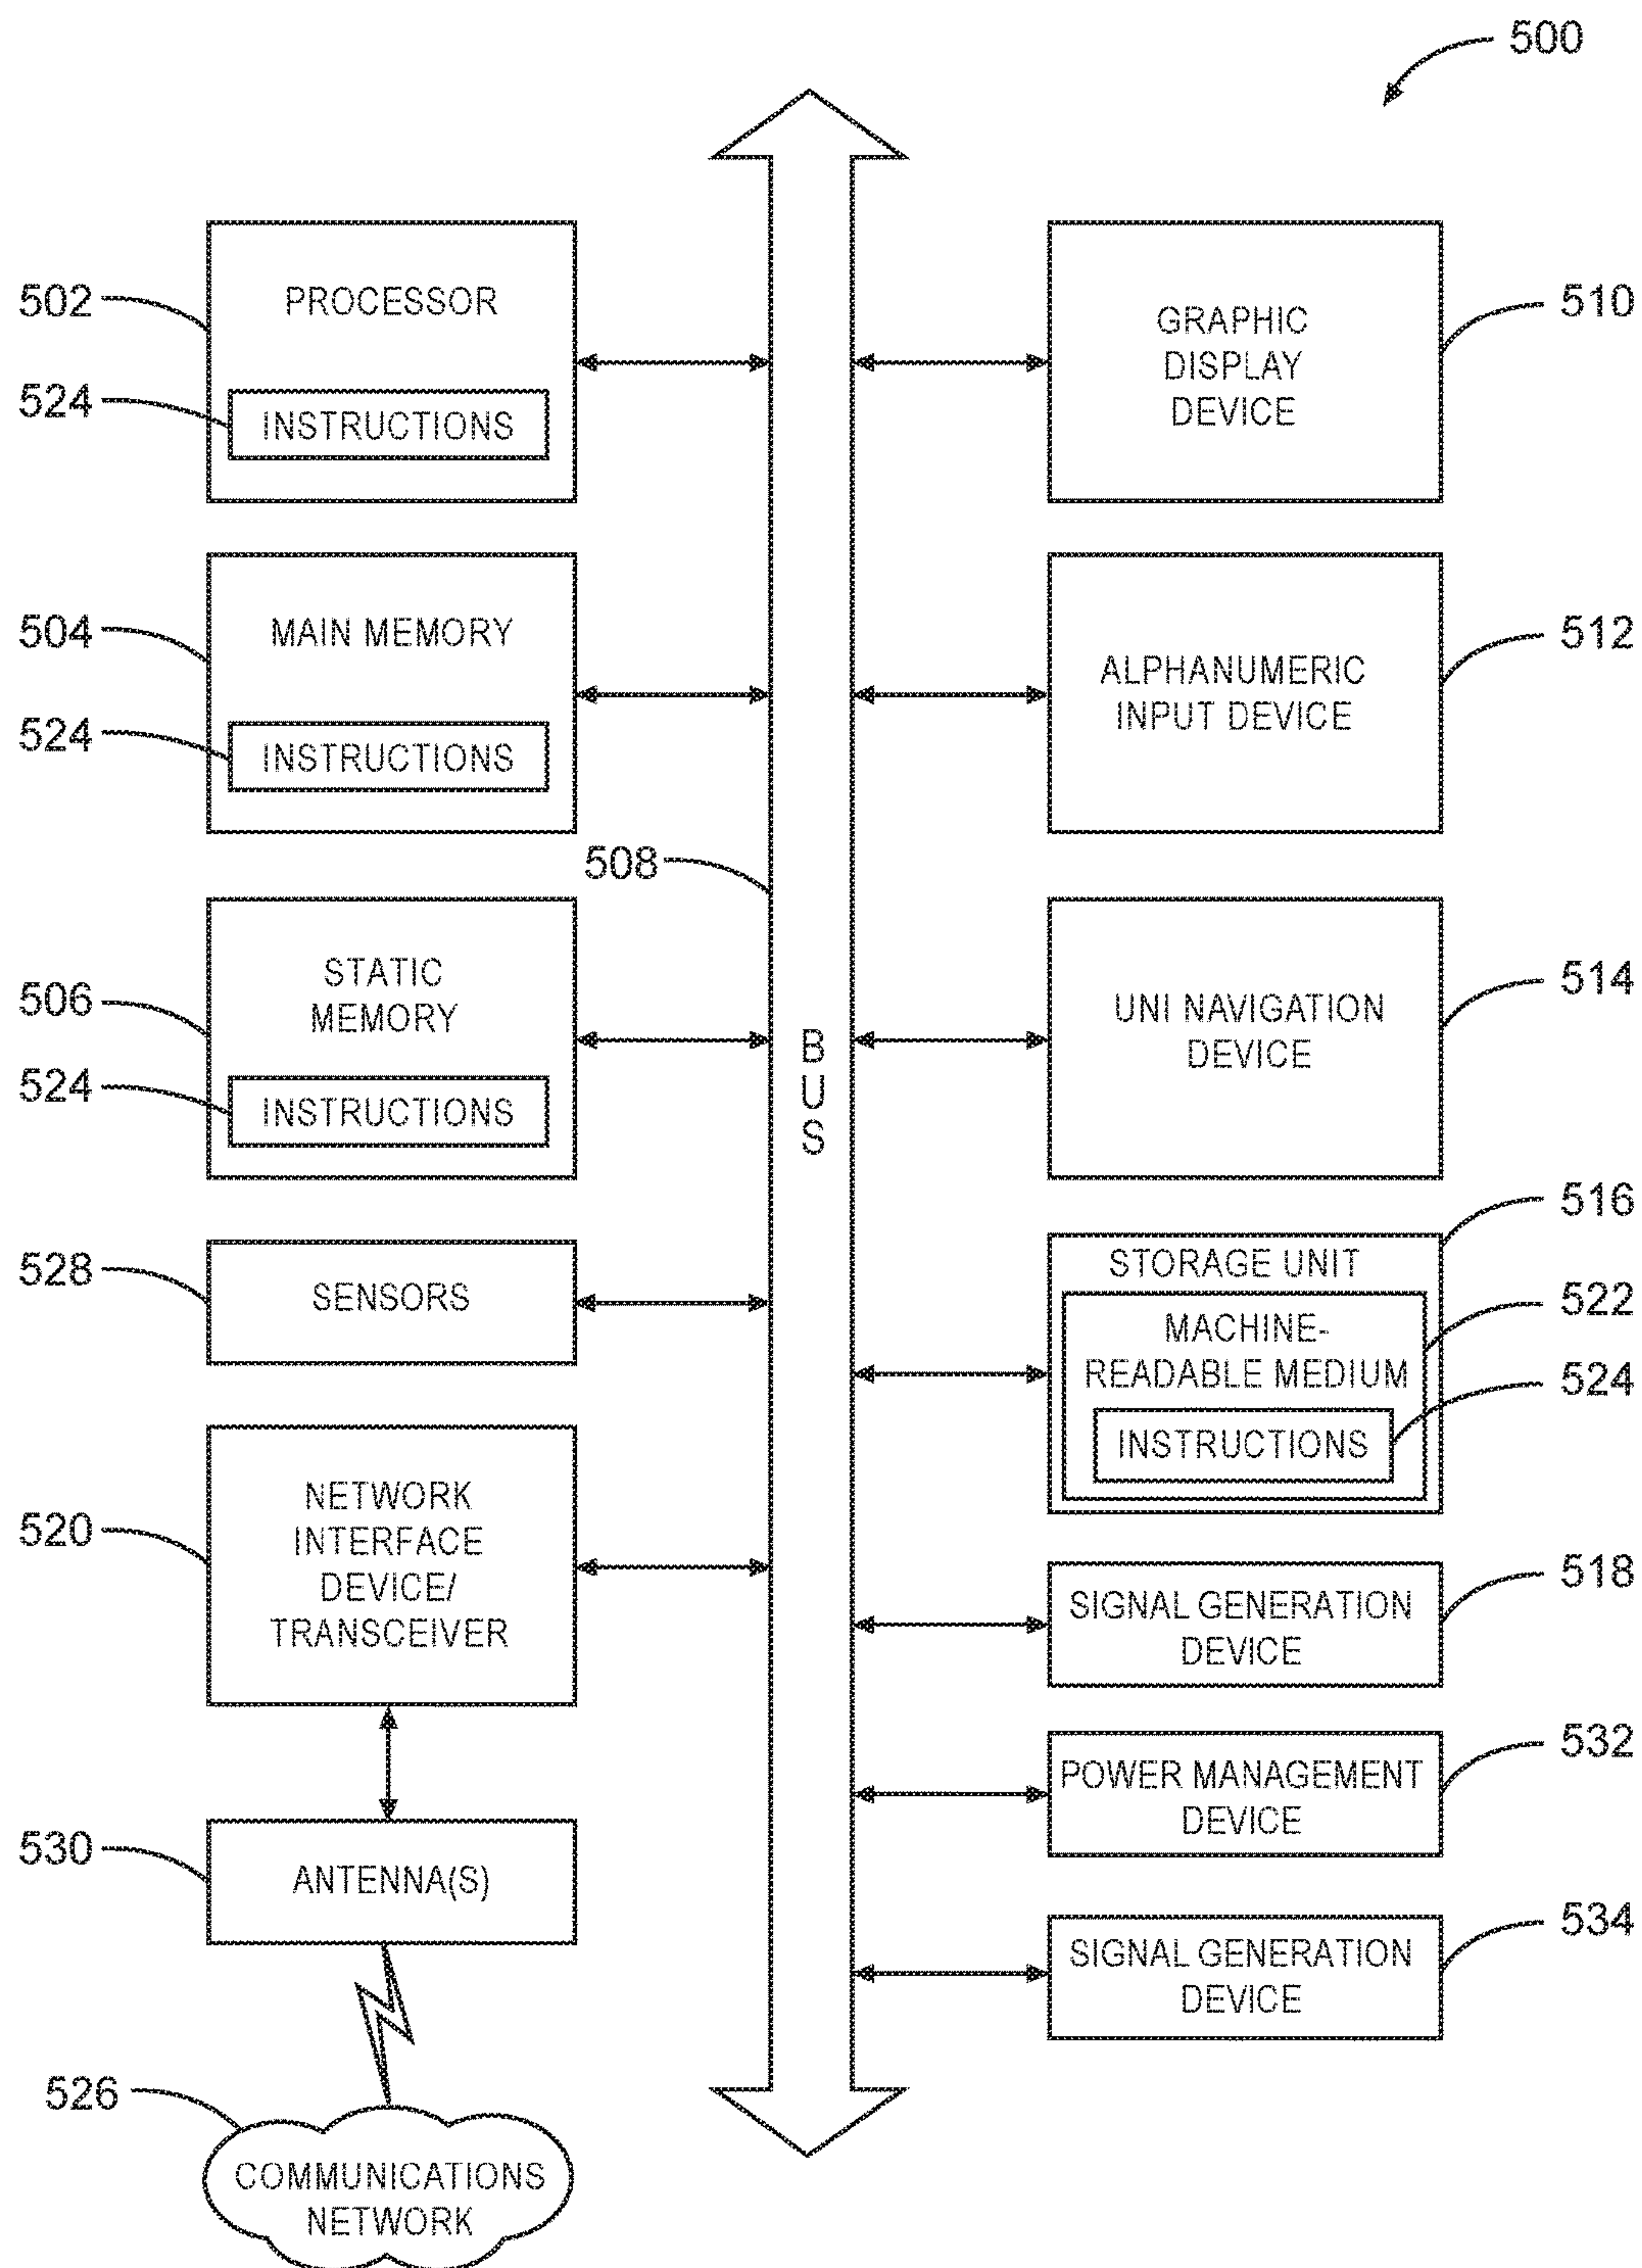 500
502
PROCESSOR
524
INSTRUCTIONS
504
MAIN MEMORY
524
INSTRUCTIONS
506
STATIC
MEMORY
524
INSTRUCTIONS
528
SENSORS
520
NETWORK
INTERFACE
DEVICE/
TRANSCEIVER
530
ANTENNA(S)
526
COMMUNICATIONS
NETWORK
508
B
U
S
510
GRAPHIC
DISPLAY
DEVICE
512
ALPHANUMERIC
INPUT DEVICE
514
UNI NAVIGATION
DEVICE
516
STORAGE UNIT
522
MACHINE-
READABLE MEDIUM
524
INSTRUCTIONS
518
SIGNAL GENERATION
DEVICE
532
POWER MANAGEMENT
DEVICE
534
SIGNAL GENERATION
DEVICE